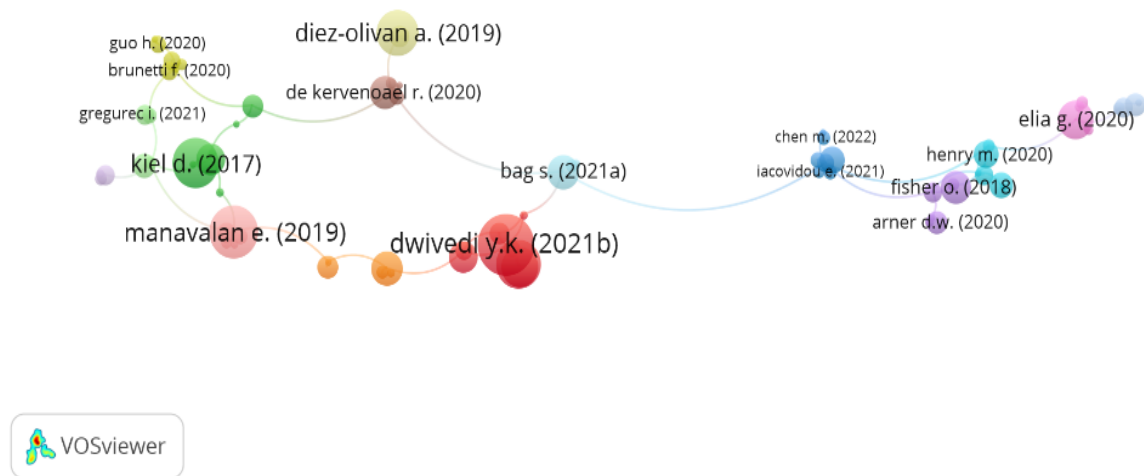 diez-olivan a. (2019)
guo h. (2020)
brunetti f. (2020)
de kervenoael r. (2020)
gregurec i. (2021)
elia g. (2020)
chen m. (2022)
kiel d. (2017)
henry m. (2020)
bag s. (2021a)
iacovidou e. (2021)
fisher o. (2018)
arner d.w. (2020)
manavalan e. (2019)
dwivedi y.k. (2021b)
VOSviewer